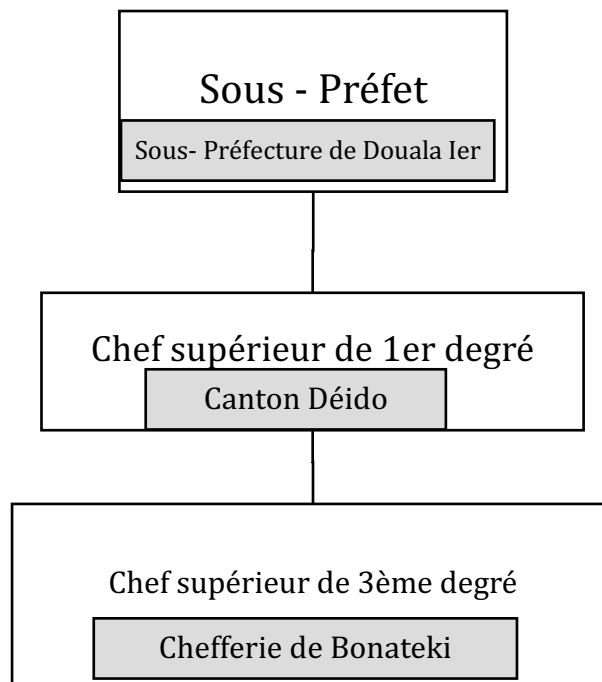 Sous - Préfet
Sous- Préfecture de Douala Ier
Chef supérieur de 1er degré
Canton Déido
Chef supérieur de 3ème degré
Chefferie de Bonateki